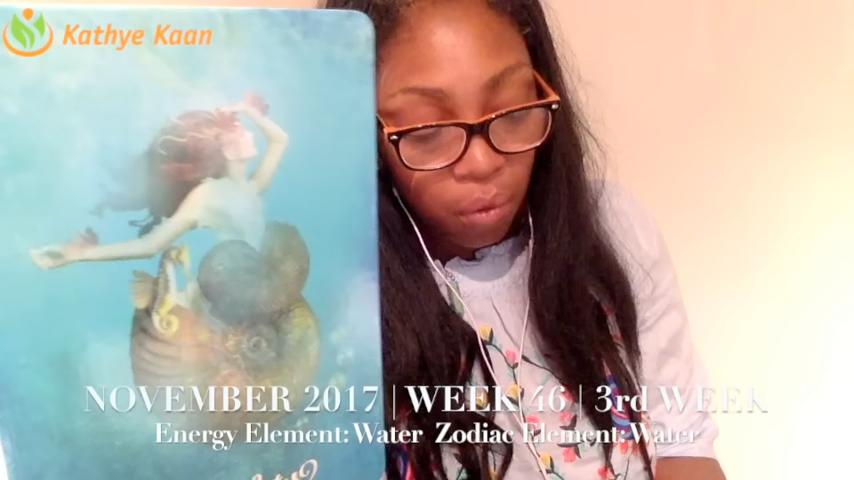 Kathye Kaan
NOVEMBER 2017 | WEEK 46 | 3rd WEEK
Energy Element: Water Zodiac Element: Water